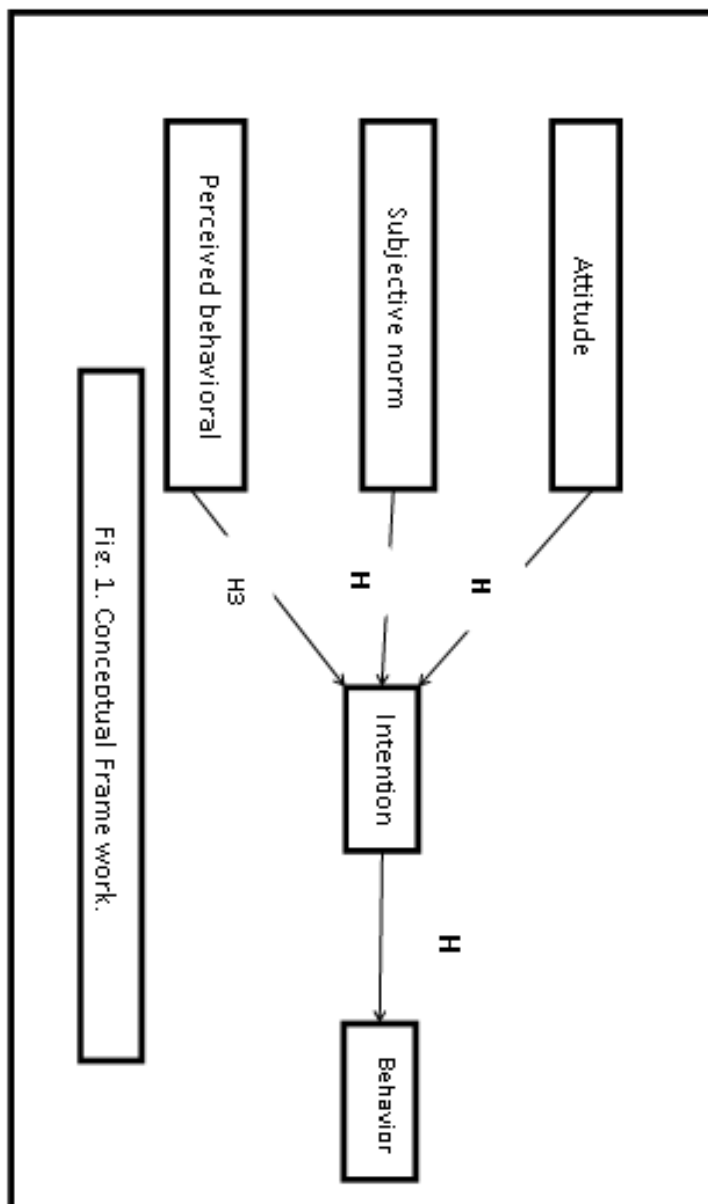 Attitude
H
Subjective norm
H
Intention
H
Behavior
Perceived behavioral
H3
Fig. 1. Conceptual Frame work.